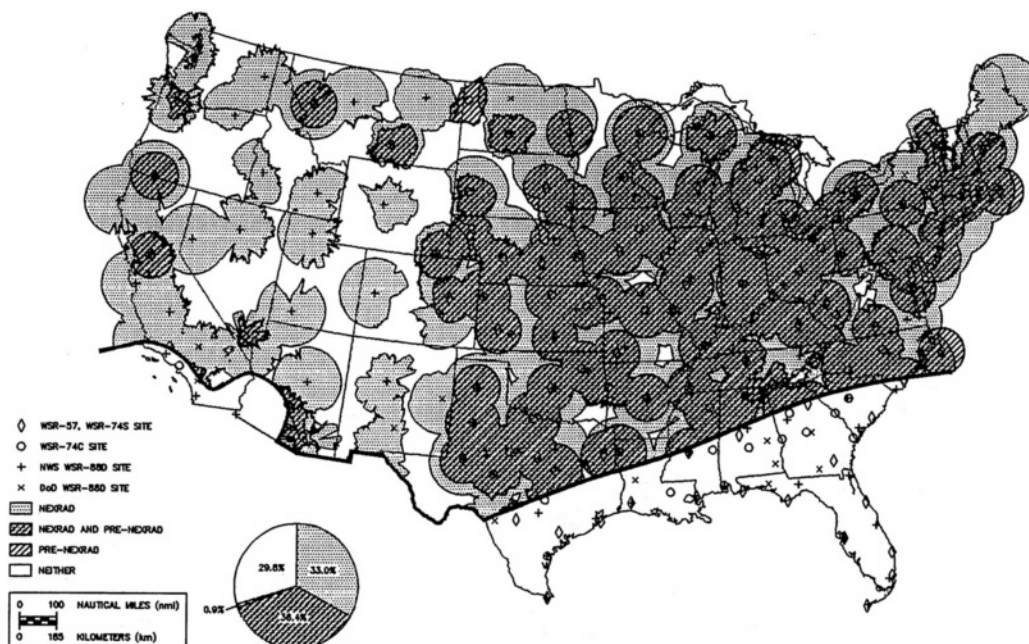 WSR-57, WSR-74S SITE
WSR-74C SITE
NWS WSR-88D SITE
DoD WSR-88D SITE
NEXRAD
NEXRAD AND PRE-NEXRAD
PRE-NEXRAD
NEITHER
0 100 NAUTICAL MILES (nmi)
0 185 KILOMETERS (km)
29.8%
33.0%
0.9%
36.4%